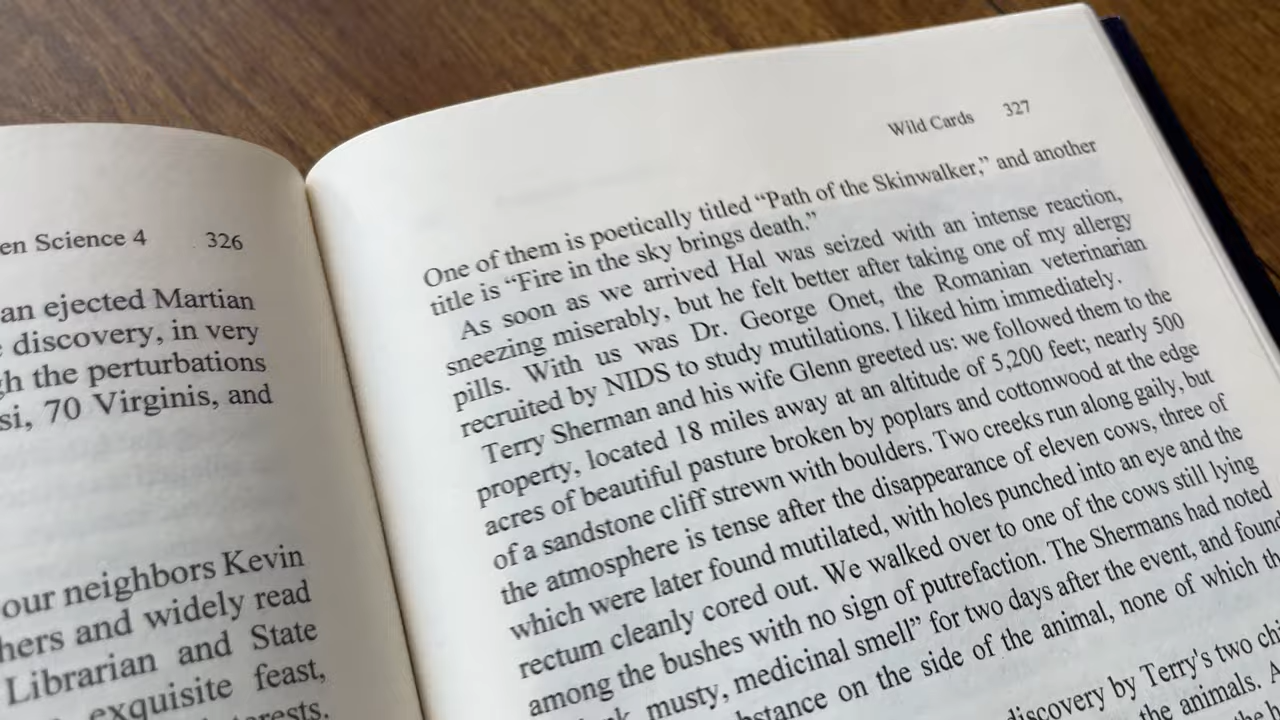 en Science 4 326
an ejected Martian
discovery, in very
gh the perturbations
si, 70 Virginis, and
our neighbors Kevin
hers and widely read
Librarian and State
exquisite feast,
erests.
Wild Cards 327
One of them is poetically titled “Path of the Skinwalker,” and another
title is “Fire in the sky brings death.”
As soon as we arrived Hal was seized with an intense reaction,
sneezing miserably, but he felt better after taking one of my allergy
pills. With us was Dr. George Onet, the Romanian veterinarian
recruited by NIDS to study mutilations. I liked him immediately.
Terry Sherman and his wife Glenn greeted us: we followed them to the
property, located 18 miles away at an altitude of 5,200 feet; nearly 500
acres of beautiful pasture broken by poplars and cottonwood at the edge
of a sandstone cliff strewn with boulders. Two creeks run along gaily, but
the atmosphere is tense after the disappearance of eleven cows, three of
which were later found mutilated, with holes punched into an eye and the
rectum cleanly cored out. We walked over to one of the cows still lying
among the bushes with no sign of putrefaction. The Shermans had noted
musty, medicinal smell” for two days after the event, and found
bstance on the side of the animal, none of which th
discovery by Terry's two chi
the animals. A